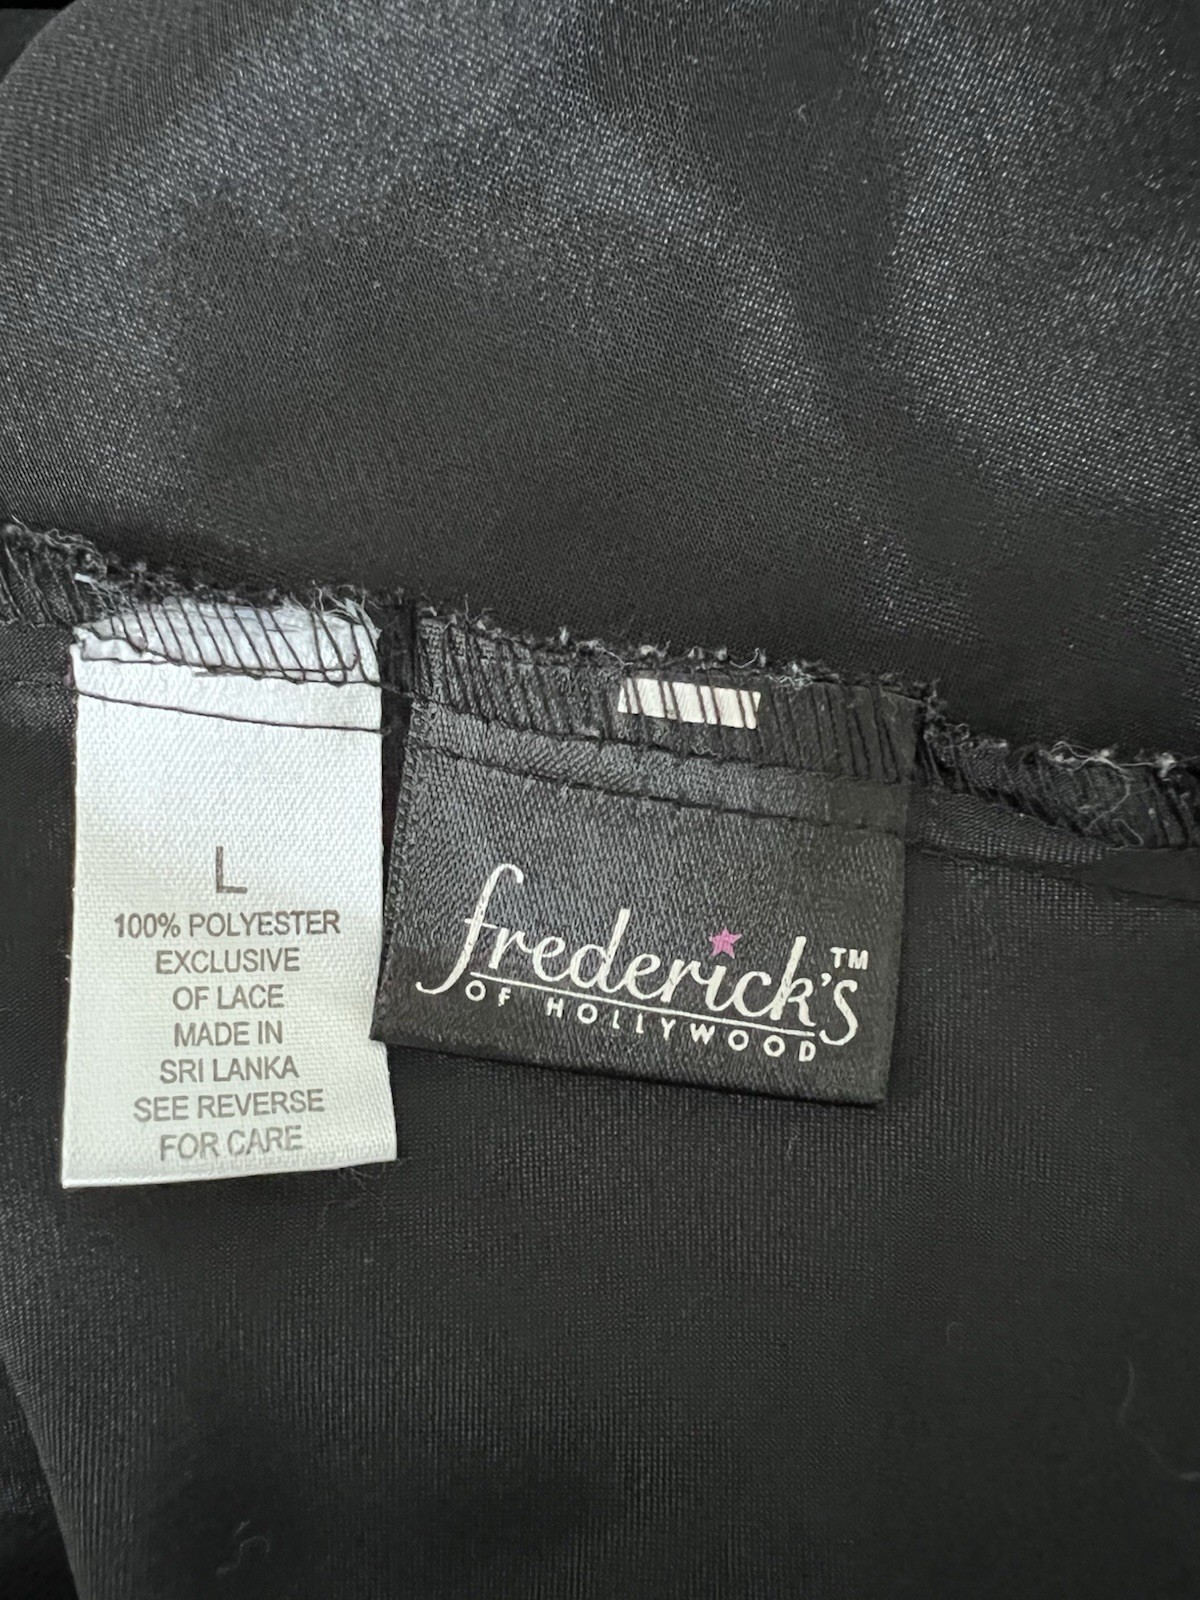 L
100% POLYESTER
EXCLUSIVE
OF LACE
MADE IN
SRI LANKA
SEE REVERSE
FOR CARE
frederick's™
OF HOLLYWOOD